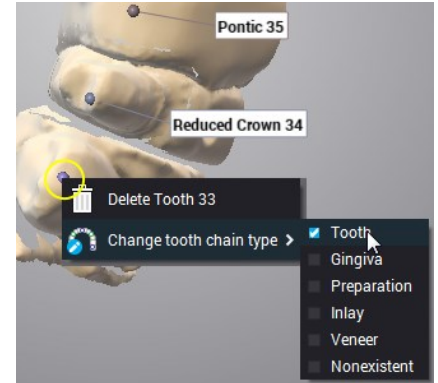 Pontic 35
Reduced Crown 34
Delete Tooth 33
Change tooth chain type
Tooth
Gingiva
Preparation
Inlay
Veneer
Nonexistent